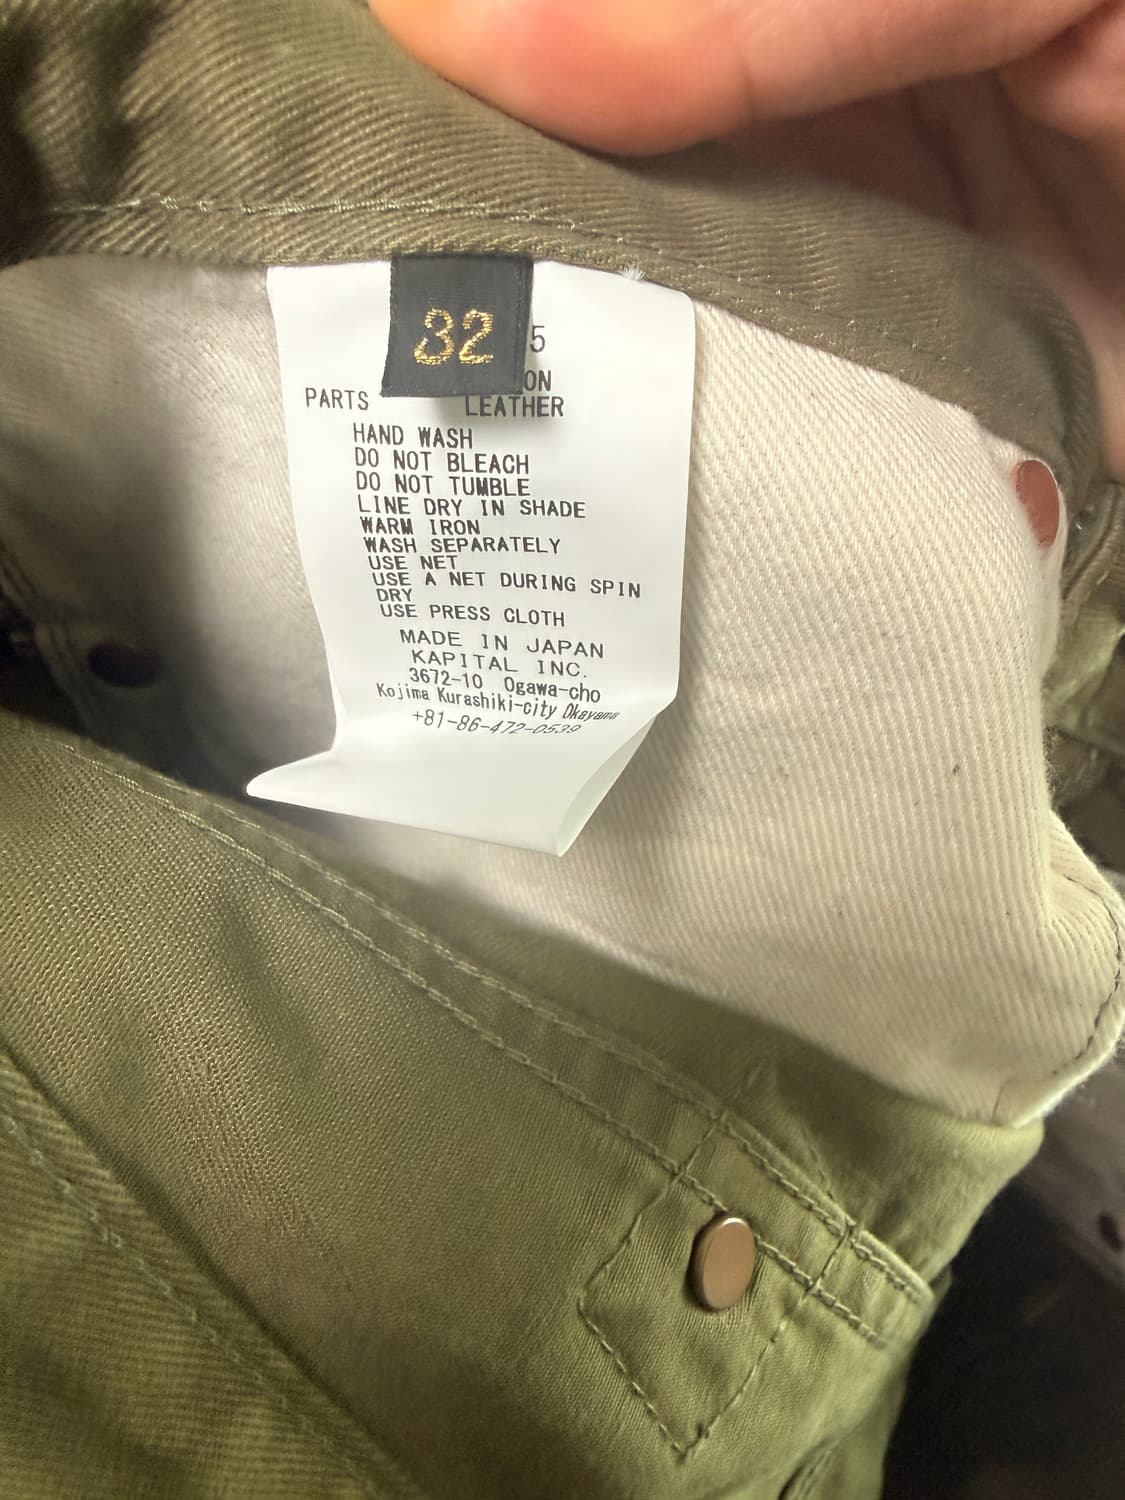 32
5
ON
PARTS LEATHER
HAND WASH
DO NOT BLEACH
DO NOT TUMBLE
LINE DRY IN SHADE
WARM IRON
WASH SEPARATELY
USE NET
USE A NET DURING SPIN
DRY
USE PRESS CLOTH
MADE IN JAPAN
KAPITAL INC.
3672-10 Ogawa-cho
Kojima Kurashiki-city Okayama
+81-86-472-0539